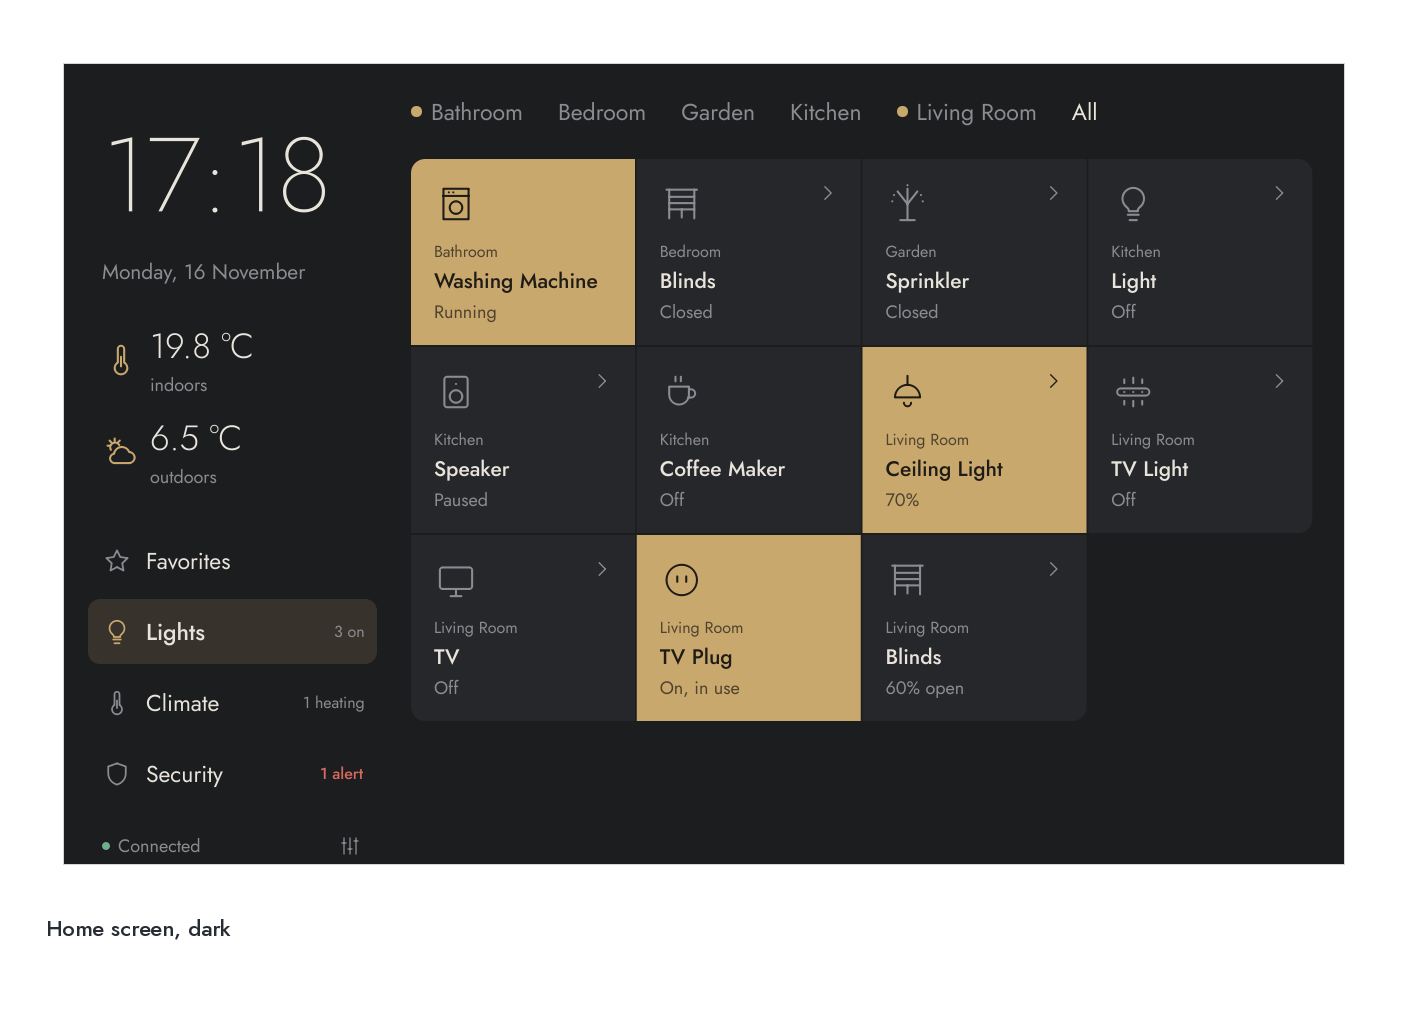 17:18
Monday, 16 November
19.8 °C
indoors
6.5 °C
outdoors
Favorites
Lights 3 on
Climate 1 heating
Security 1 alert
Connected
Bathroom Bedroom Garden Kitchen Living Room All
Bathroom
Washing Machine
Running
Bedroom
Blinds
Closed
Garden
Sprinkler
Closed
Kitchen
Light
Off
Kitchen
Speaker
Paused
Kitchen
Coffee Maker
Off
Living Room
Ceiling Light
70%
Living Room
TV Light
Off
Living Room
TV
Off
Living Room
TV Plug
On, in use
Living Room
Blinds
60% open
Home screen, dark